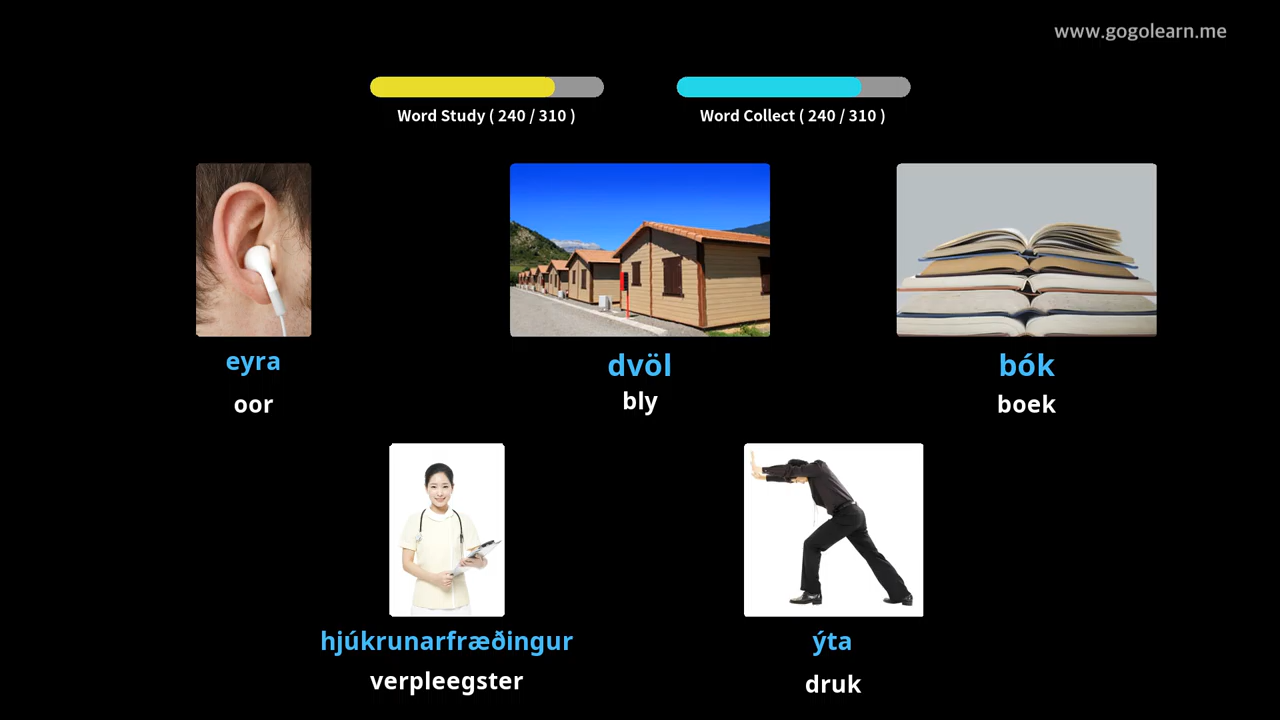 www.gogolearn.me
Word Study ( 240 / 310 )
Word Collect ( 240 / 310 )
eyra
oor
dvöl
bly
bók
boek
hjúkrunarfræðingur
verpleegster
ýta
druk